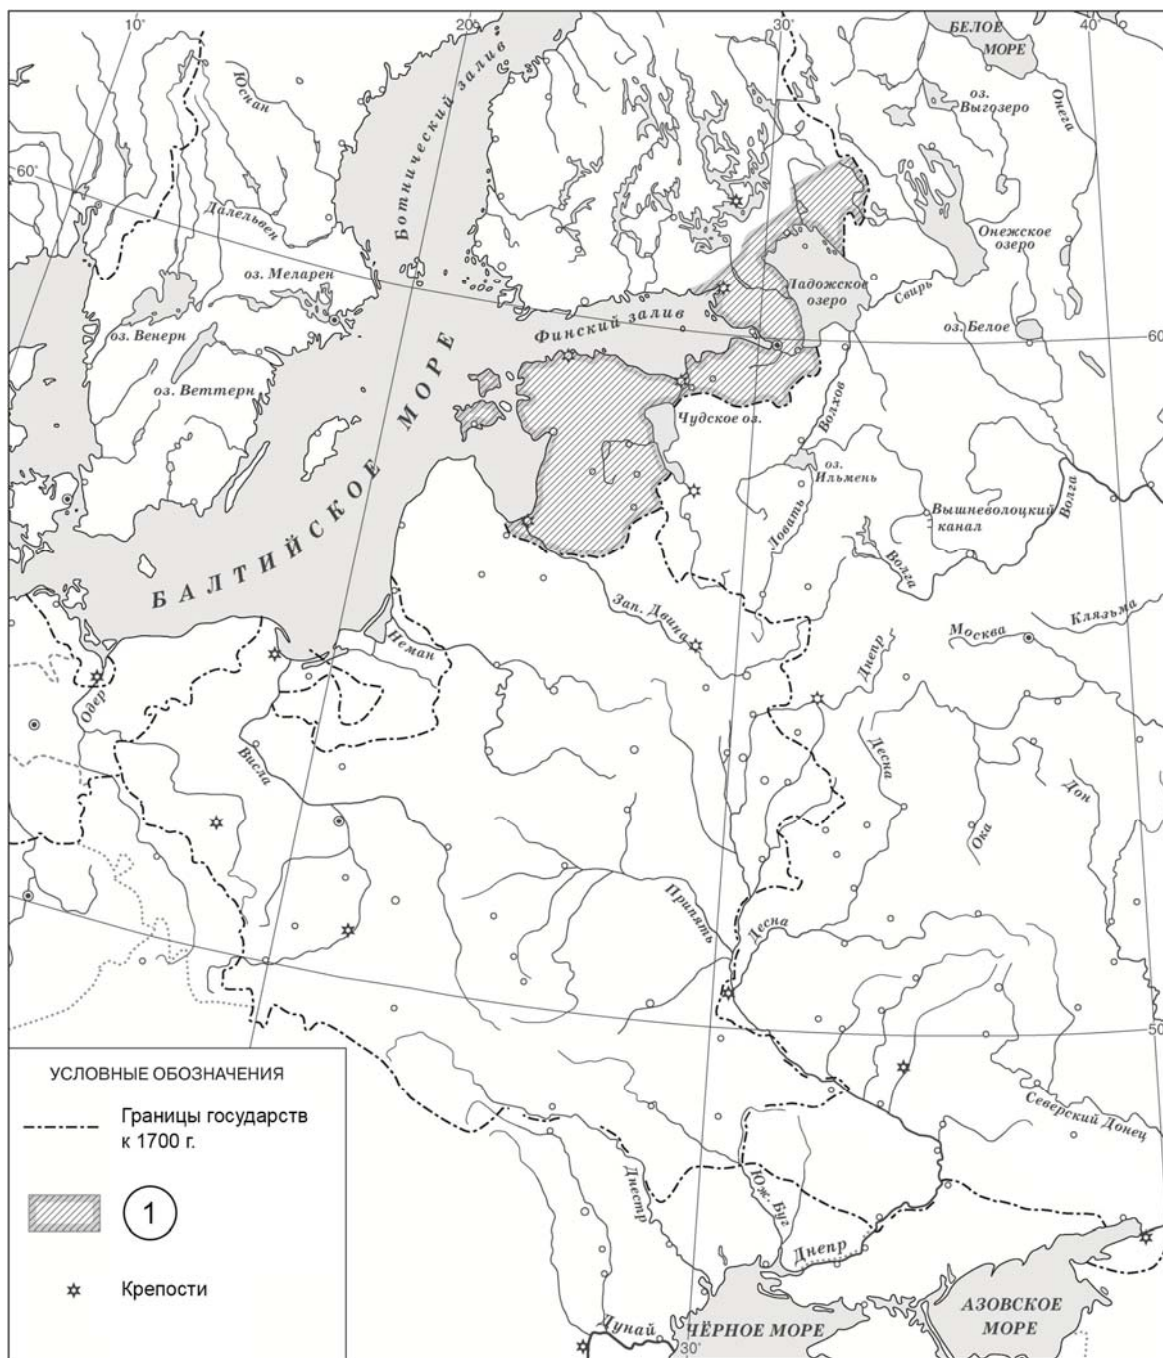 10°
20°
30°
40°
БЕЛОЕ
МОРЕ
Юснан
Ботнический залив
оз.
Выгозеро
Онега
60°
Далельвен
Онежское
озеро
оз. Меларен
Ладожское
озеро
Свирь
оз. Венерн
Финский залив
оз. Белое
60°
оз. Веттерн
БАЛТИЙСКОЕ МОРЕ
Чудское оз.
Волхов
оз.
Ильмень
Ловать
Вышневолоцкий
канал
Волга
Волга
Зап. Двина
Клязьма
Москва
Неман
Днепр
Одер
Висла
Десна
Дон
Ока
Припять
Десна
50°
УСЛОВНЫЕ ОБОЗНАЧЕНИЯ
Границы государств
к 1700 г.
1
Крепости
Северский Донец
Днестр
Юж. Буг
Днепр
Дунай
ЧЁРНОЕ МОРЕ
30°
АЗОВСКОЕ
МОРЕ